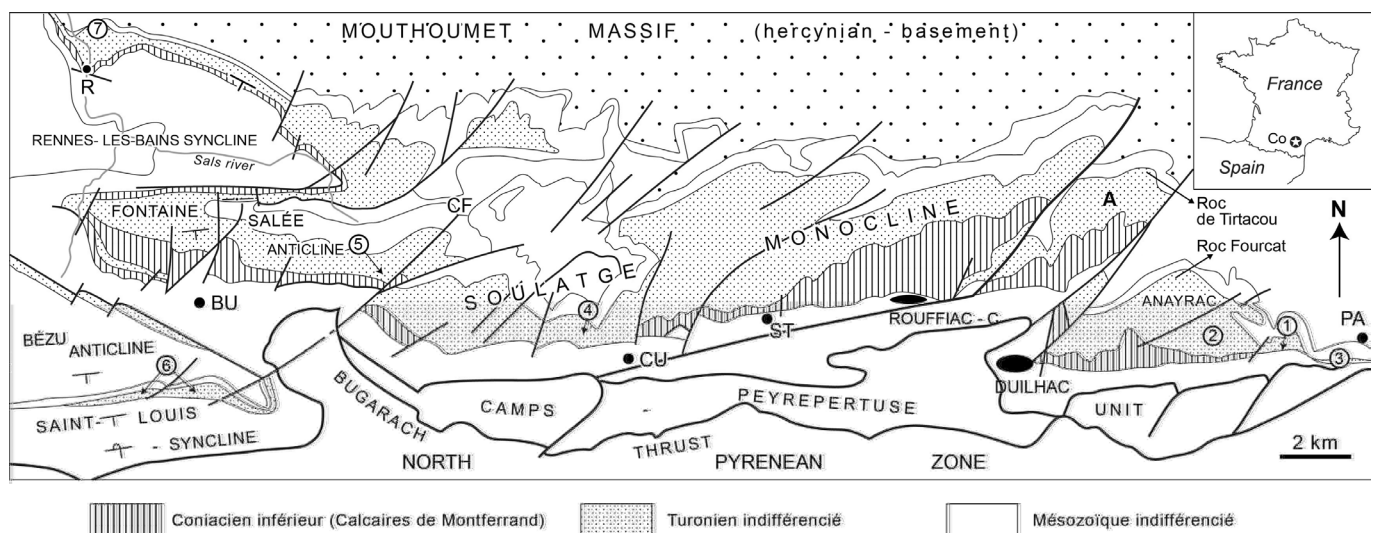 MOUTHOUMET MASSIF (hercynian - basement)
7
R
France
Co
Spain
RENNES-LES-BAINS SYNCLINE
Sals river
CF
A
Roc
de Tirtacou
N
Roc Fourcat
FONTAINE
SALÉE
ANTICLINE
5
MONOCLINE
SOULATGE
BU
4
ST
ROUFFIAC - C.
ANAYRAC
2
1
PA
3
CU
DUILHAC
BÉZU
ANTICLINE
6
SAINT-LOUIS
SYNCLINE
BUGARACH
CAMPS
PEYREPERTUSE
UNIT
THRUST
2 km
NORTH PYRENEAN ZONE
Coniacien inférieur (Calcaires de Montferrand)
Turonien indifférencié
Mésozoïque indifférencié